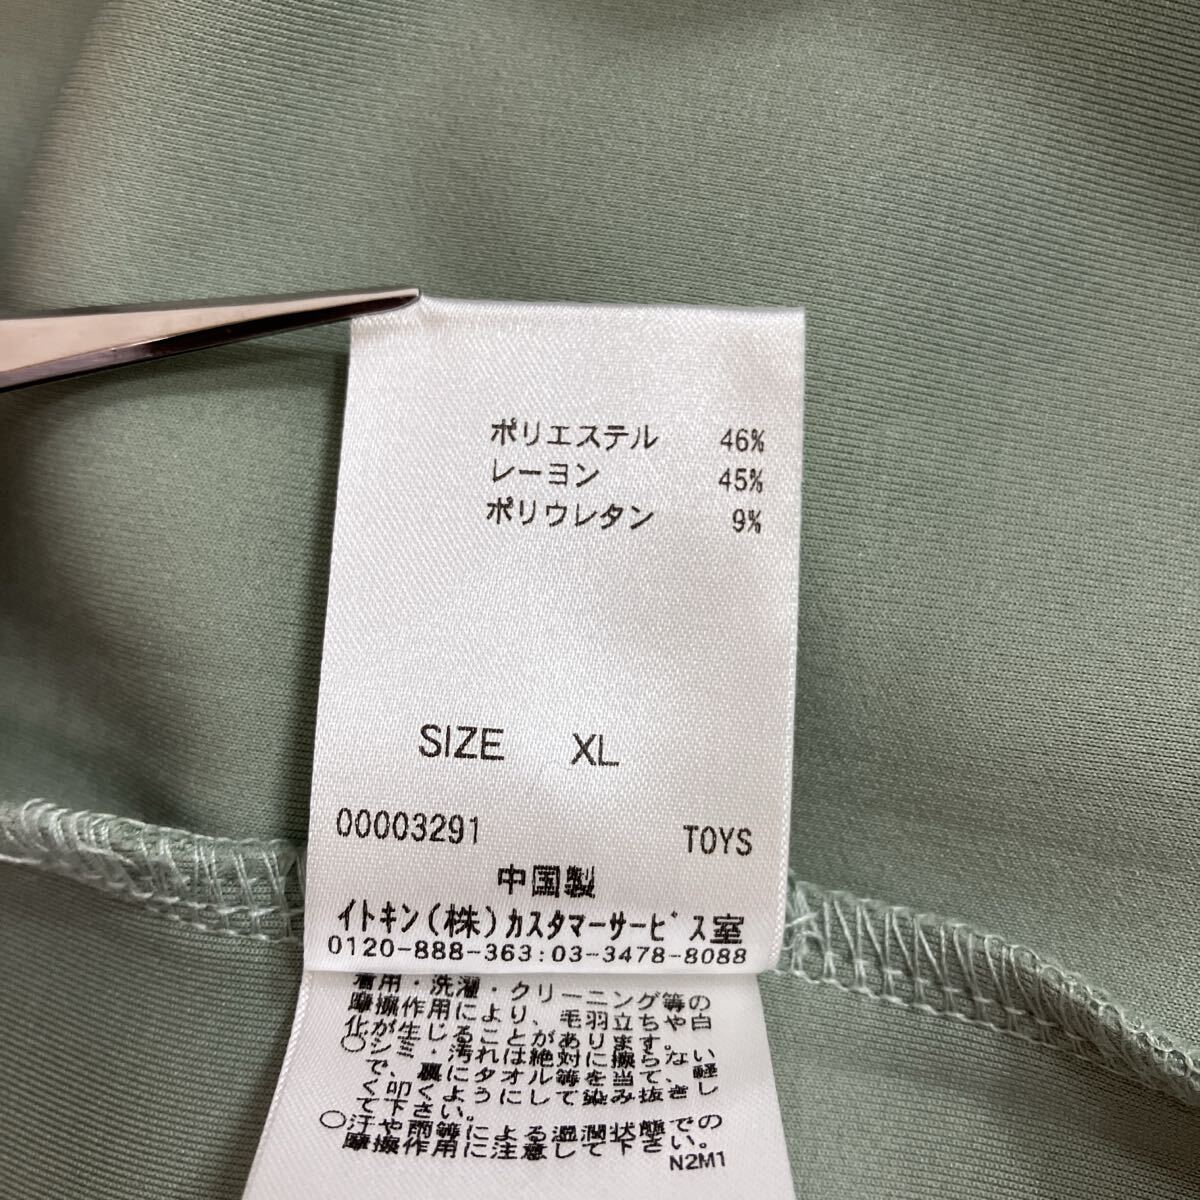 ポリエステル 46%
レーヨン 45%
ポリウレタン 9%
SIZE XL
00003291 TOYS
中国製
イトキン(株)カスタマーサービス室
0120-888-363:03-3478-8088
着用・洗濯・クリーニング等の
摩擦作用により、毛羽立ちや白
化が生じることがあります。
○シミ・汚れは絶対に擦らない
で、裏にタオル等を当て、軽
く叩くようにして染み抜きし
て下さい。
○汗や雨等による湿潤状態での
摩擦作用に注意して下さい。
N2M1